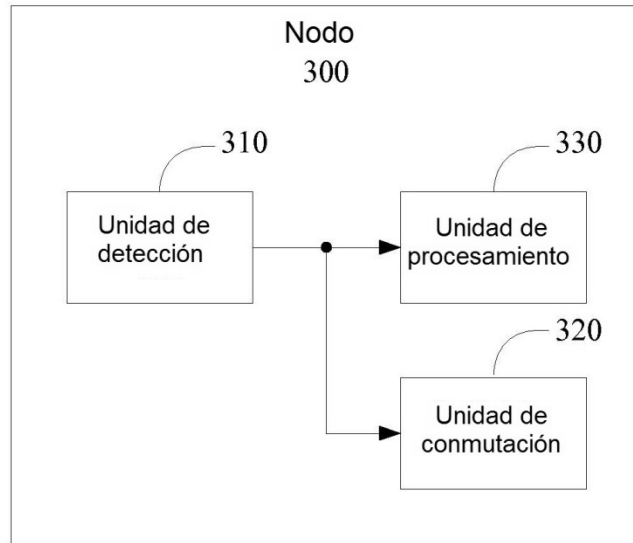 Nodo
300
310
Unidad de
detección
330
Unidad de
procesamiento
320
Unidad de
conmutación